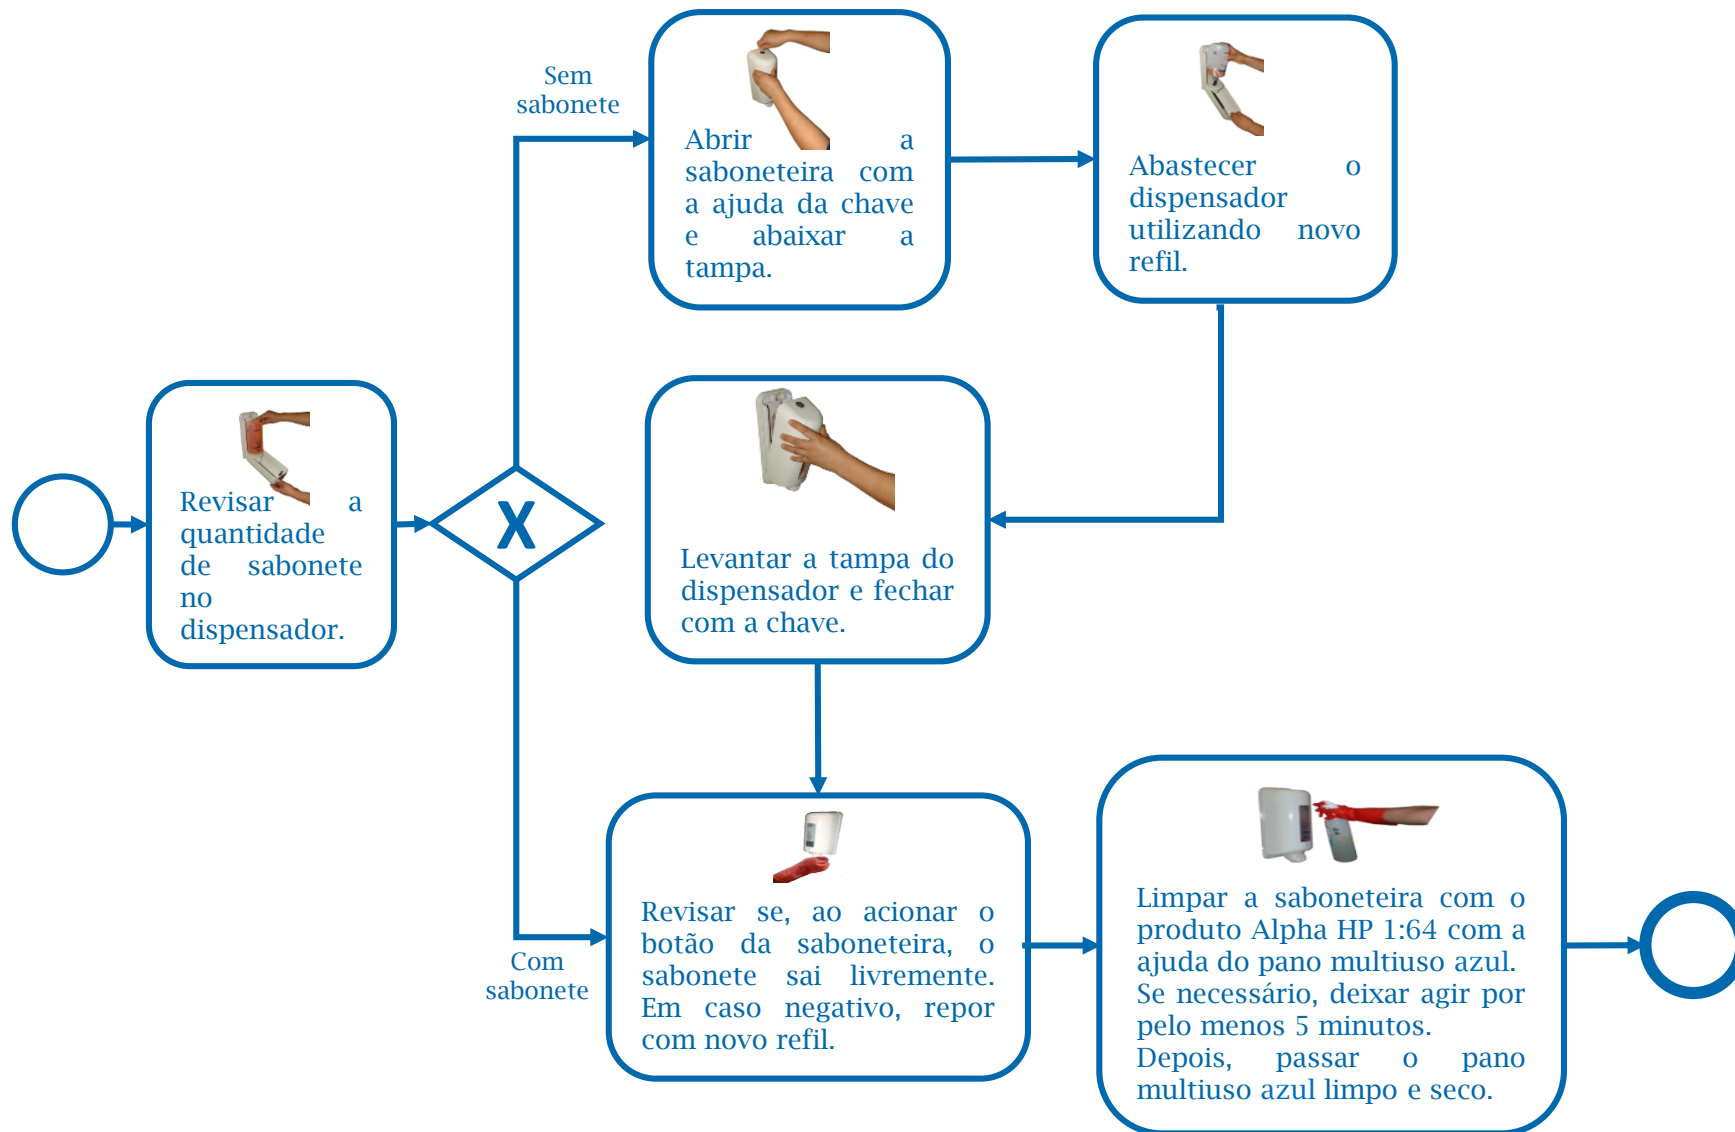 Sem
sabonete
Abrir a
saboneteira com
a ajuda da chave
e abaixar a
tampa.
Abastecer o
dispensador
utilizando novo
refil.
Revisar a
quantidade
de sabonete
no
dispensador.
X
Levantar a tampa do
dispensador e fechar
com a chave.
Com
sabonete
Revisar se, ao acionar o
botão da saboneteira, o
sabonete sai livremente.
Em caso negativo, repor
com novo refil.
Limpar a saboneteira com o
produto Alpha HP 1:64 com a
ajuda do pano multiuso azul.
Se necessário, deixar agir por
pelo menos 5 minutos.
Depois, passar o pano
multiuso azul limpo e seco.